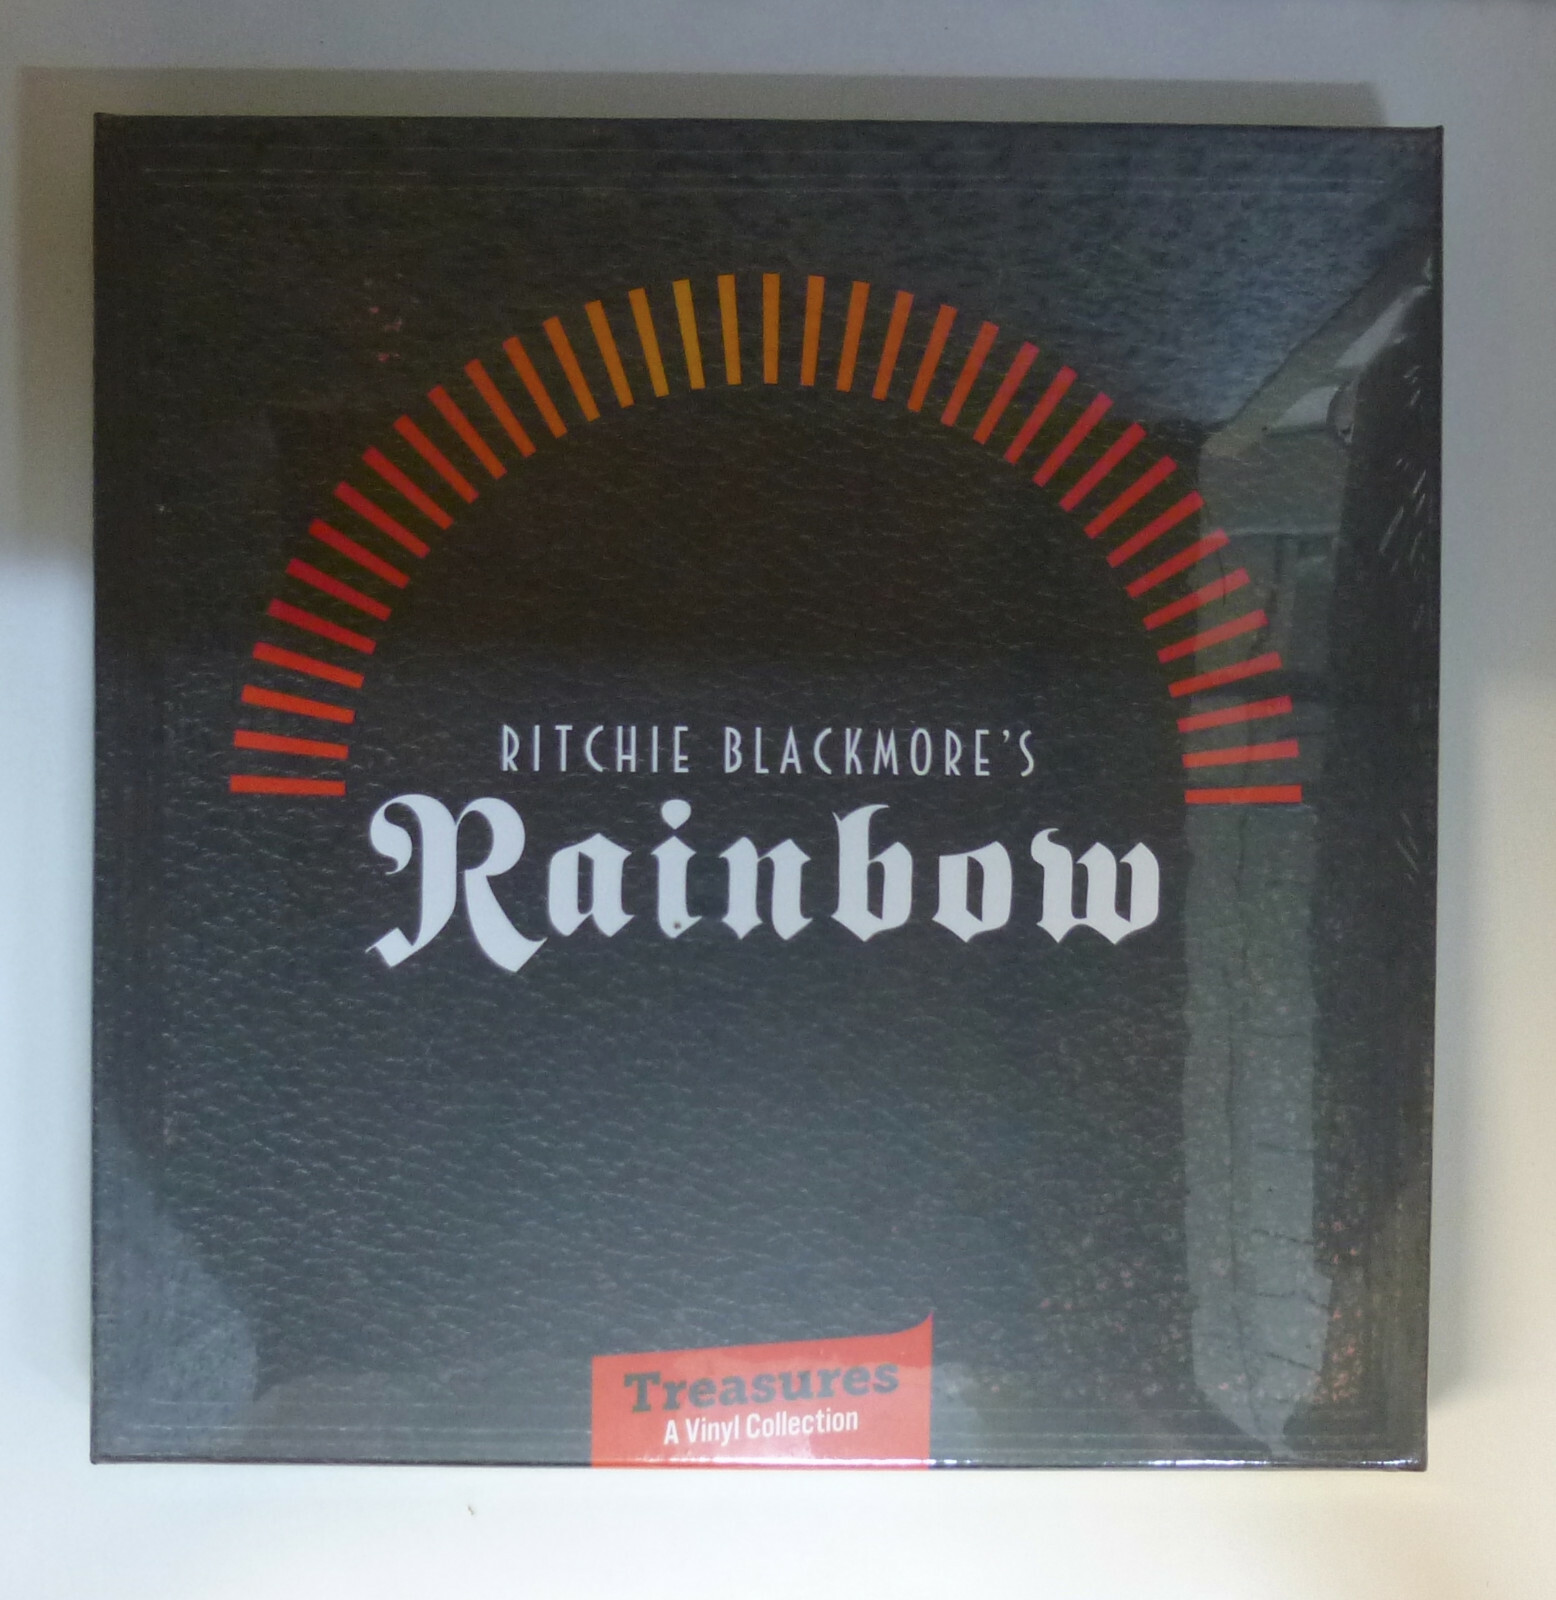 RITCHIE BLACKMORE'S
Rainbow
Treasures
A Vinyl Collection